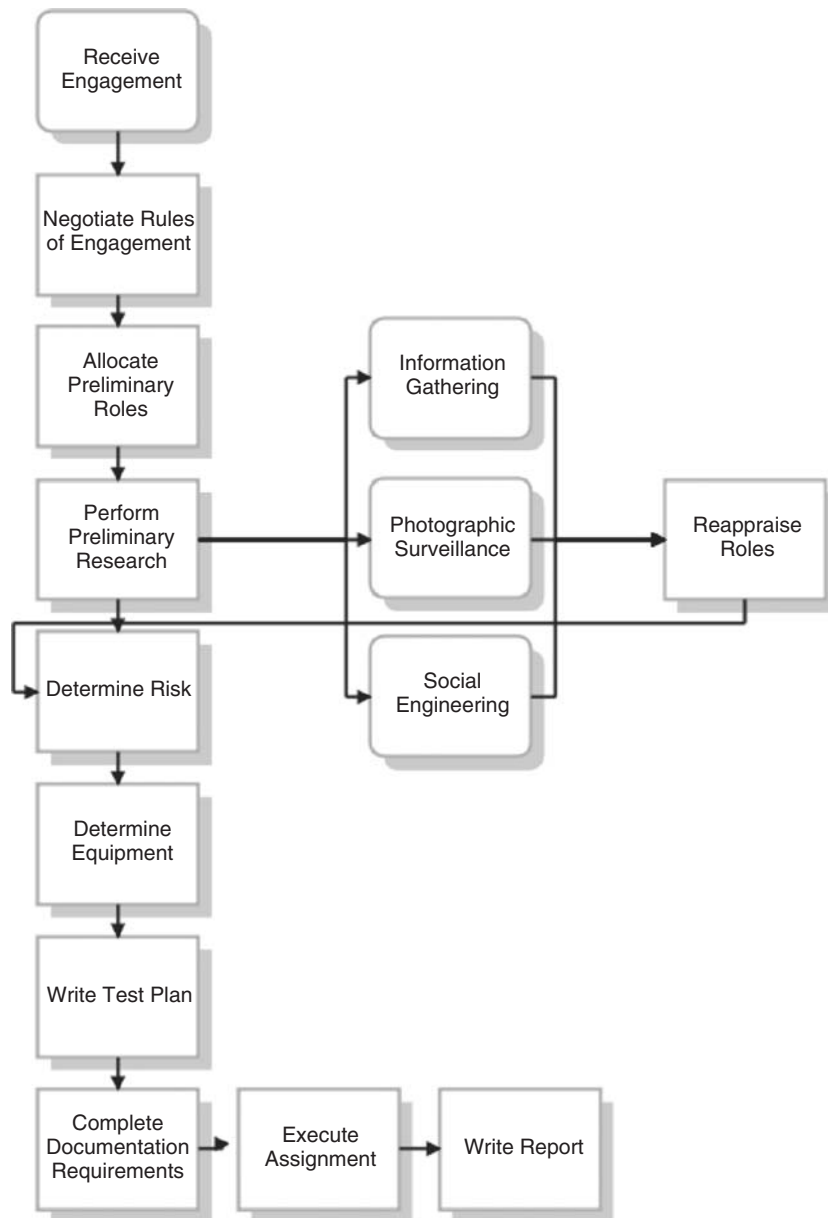 Receive
Engagement
Negotiate Rules
of Engagement
Allocate
Preliminary
Roles
Perform
Preliminary
Research
Information
Gathering
Photographic
Surveillance
Social
Engineering
Reappraise
Roles
Determine Risk
Determine
Equipment
Write Test Plan
Complete
Documentation
Requirements
Execute
Assignment
Write Report